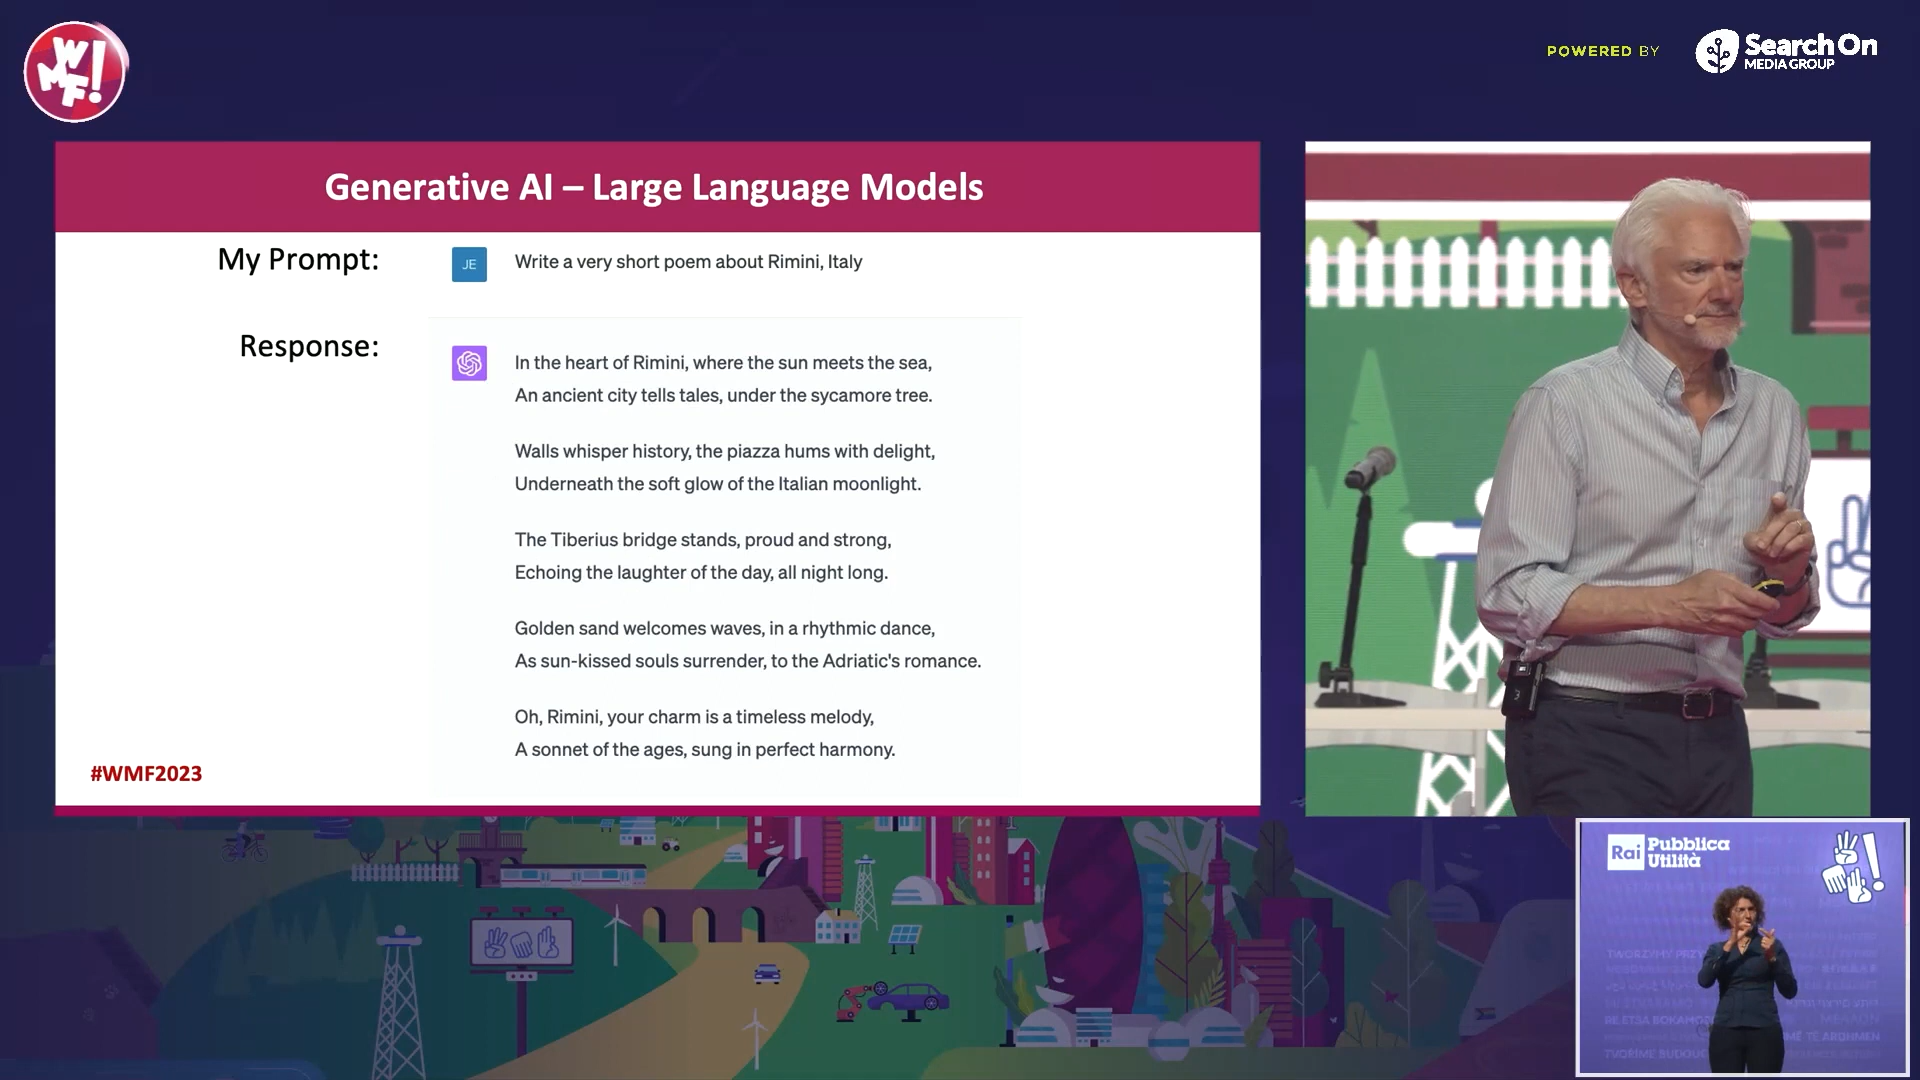 WMF!
POWERED BY
Search On
MEDIA GROUP
Generative AI – Large Language Models
My Prompt:
JE
Write a very short poem about Rimini, Italy
Response:
In the heart of Rimini, where the sun meets the sea,
An ancient city tells tales, under the sycamore tree.
Walls whisper history, the piazza hums with delight,
Underneath the soft glow of the Italian moonlight.
The Tiberius bridge stands, proud and strong,
Echoing the laughter of the day, all night long.
Golden sand welcomes waves, in a rhythmic dance,
As sun-kissed souls surrender, to the Adriatic's romance.
Oh, Rimini, your charm is a timeless melody,
A sonnet of the ages, sung in perfect harmony.
#WMF2023
Rai Pubblica
Utilità